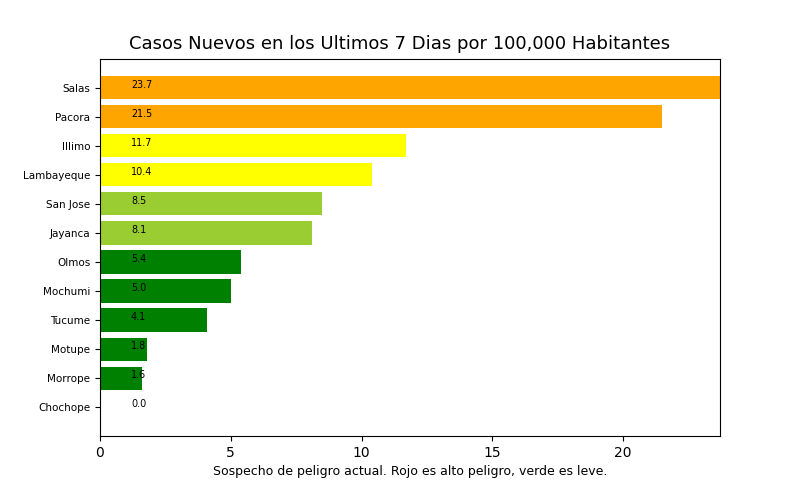 Casos Nuevos en los Ultimos 7 Dias por 100,000 Habitantes
Salas 23.7
Pacora 21.5
Illimo 11.7
Lambayeque 10.4
San Jose 8.5
Jayanca 8.1
Olmos 5.4
Mochumi 5.0
Tucume 4.1
Motupe 1.8
Morrope 1.6
Chochope 0.0
0 5 10 15 20
Sospecho de peligro actual. Rojo es alto peligro, verde es leve.